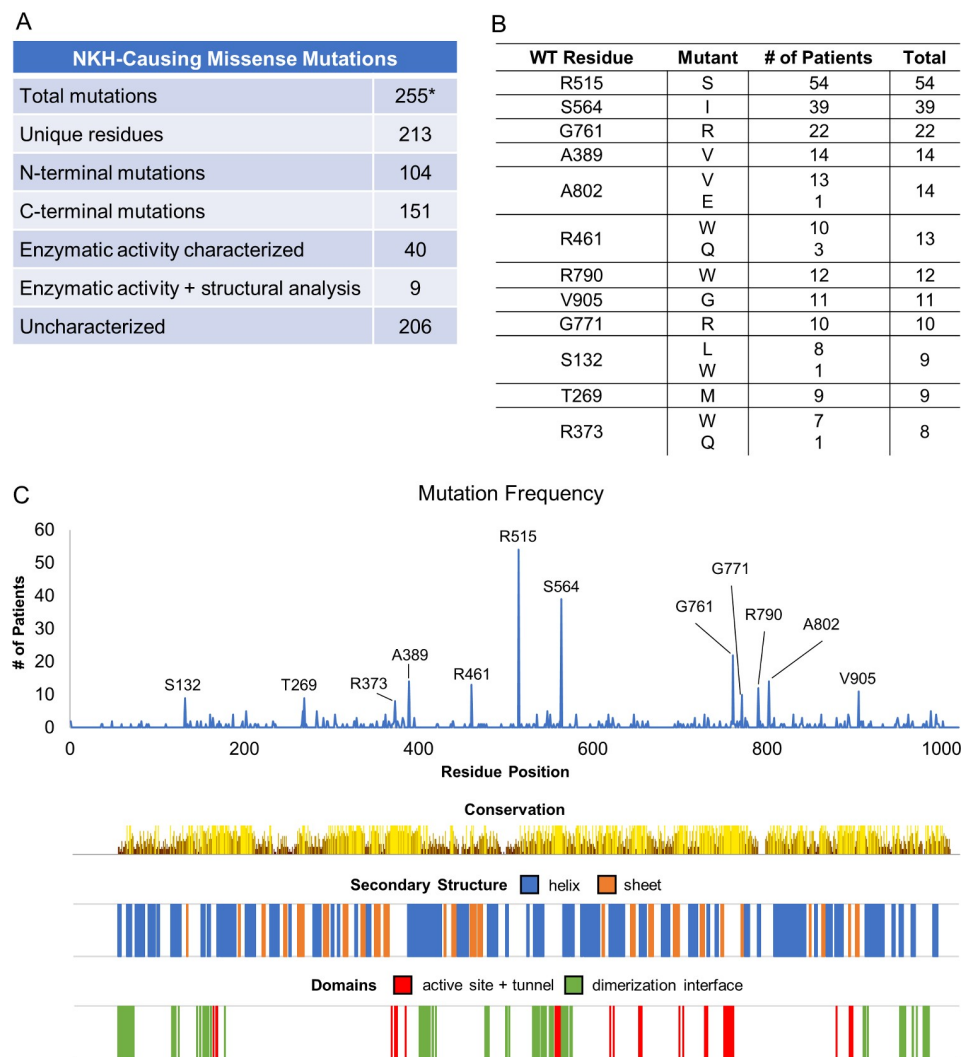 A
NKH-Causing Missense Mutations
Total mutations 255*
Unique residues 213
N-terminal mutations 104
C-terminal mutations 151
Enzymatic activity characterized 40
Enzymatic activity + structural analysis 9
Uncharacterized 206
B
WT Residue Mutant # of Patients Total
R515 S 54 54
S564 I 39 39
G761 R 22 22
A389 V 14 14
A802 V 13 14
E 1
R461 W 10 13
Q 3
R790 W 12 12
V905 G 11 11
G771 R 10 10
S132 L 8 9
W 1
T269 M 9 9
R373 W 7 8
Q 1
C
Mutation Frequency
# of Patients
60
50
40
30
20
10
0
R515
S564
G771
G761
R790
A802
A389
R461
R373
S132
T269
V905
0 200 400 600 800 1000
Residue Position
Conservation
Secondary Structure helix sheet
Domains active site + tunnel dimerization interface